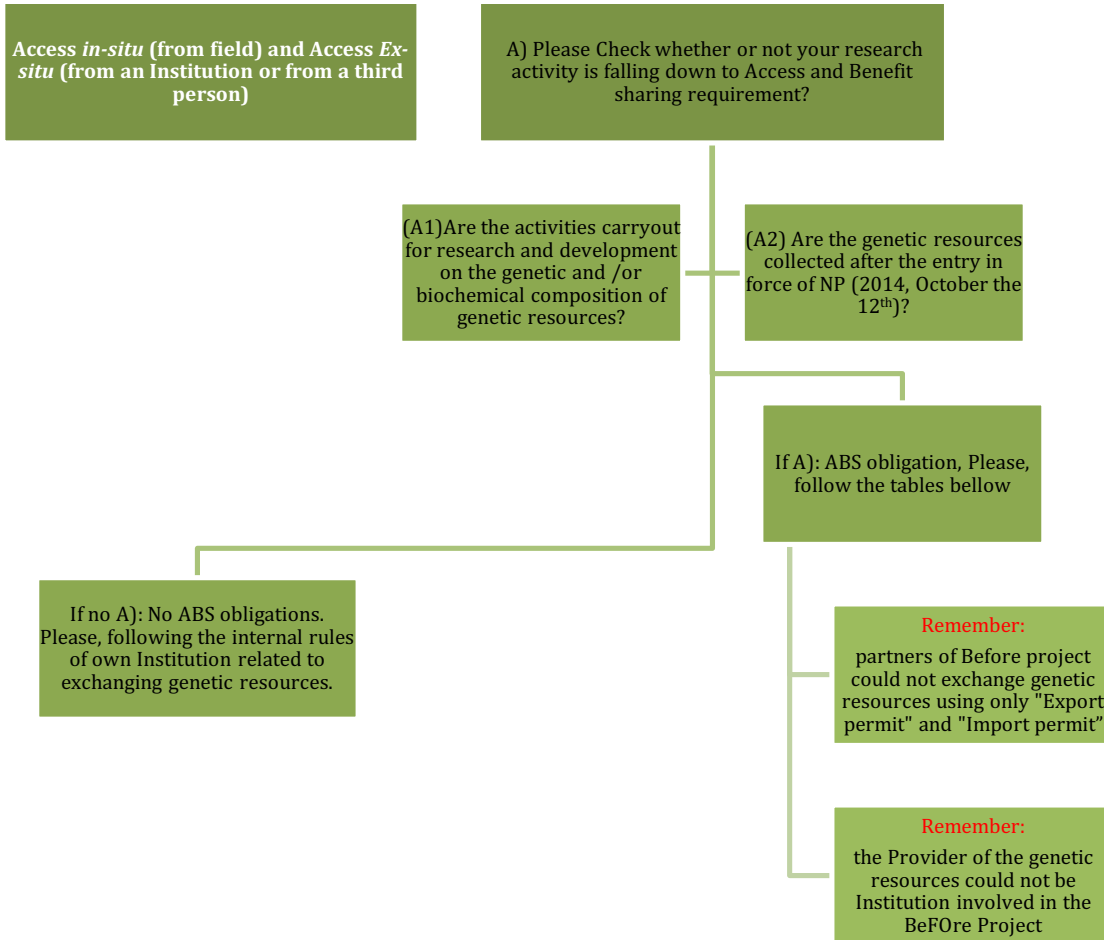 Access in-situ (from field) and Access Ex-
situ (from an Institution or from a third
person)
A) Please Check whether or not your research
activity is falling down to Access and Benefit
sharing requirement?
(A1)Are the activities carryout
for research and development
on the genetic and /or
biochemical composition of
genetic resources?
(A2) Are the genetic resources
collected after the entry in
force of NP (2014, October the
12th)?
If A): ABS obligation, Please,
follow the tables bellow
If no A): No ABS obligations.
Please, following the internal rules
of own Institution related to
exchanging genetic resources.
Remember:
partners of Before project
could not exchange genetic
resources using only "Export
permit" and "Import permit”
Remember:
the Provider of the genetic
resources could not be
Institution involved in the
BeFOre Project